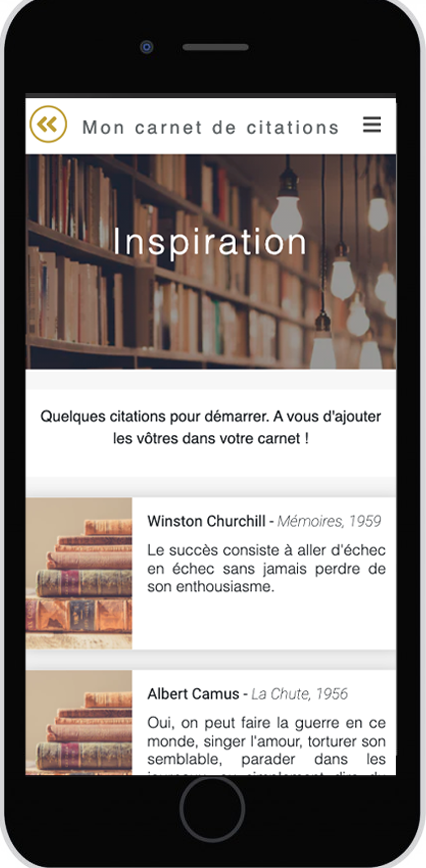 Mon carnet de citations
Inspiration
Quelques citations pour démarrer. A vous d'ajouter
les vôtres dans votre carnet !
Winston Churchill - Mémoires, 1959
Le succès consiste à aller d'échec
en échec sans jamais perdre de
son enthousiasme.
Albert Camus - La Chute, 1956
Oui, on peut faire la guerre en ce
monde, singer l'amour, torturer son
semblable, parader dans les